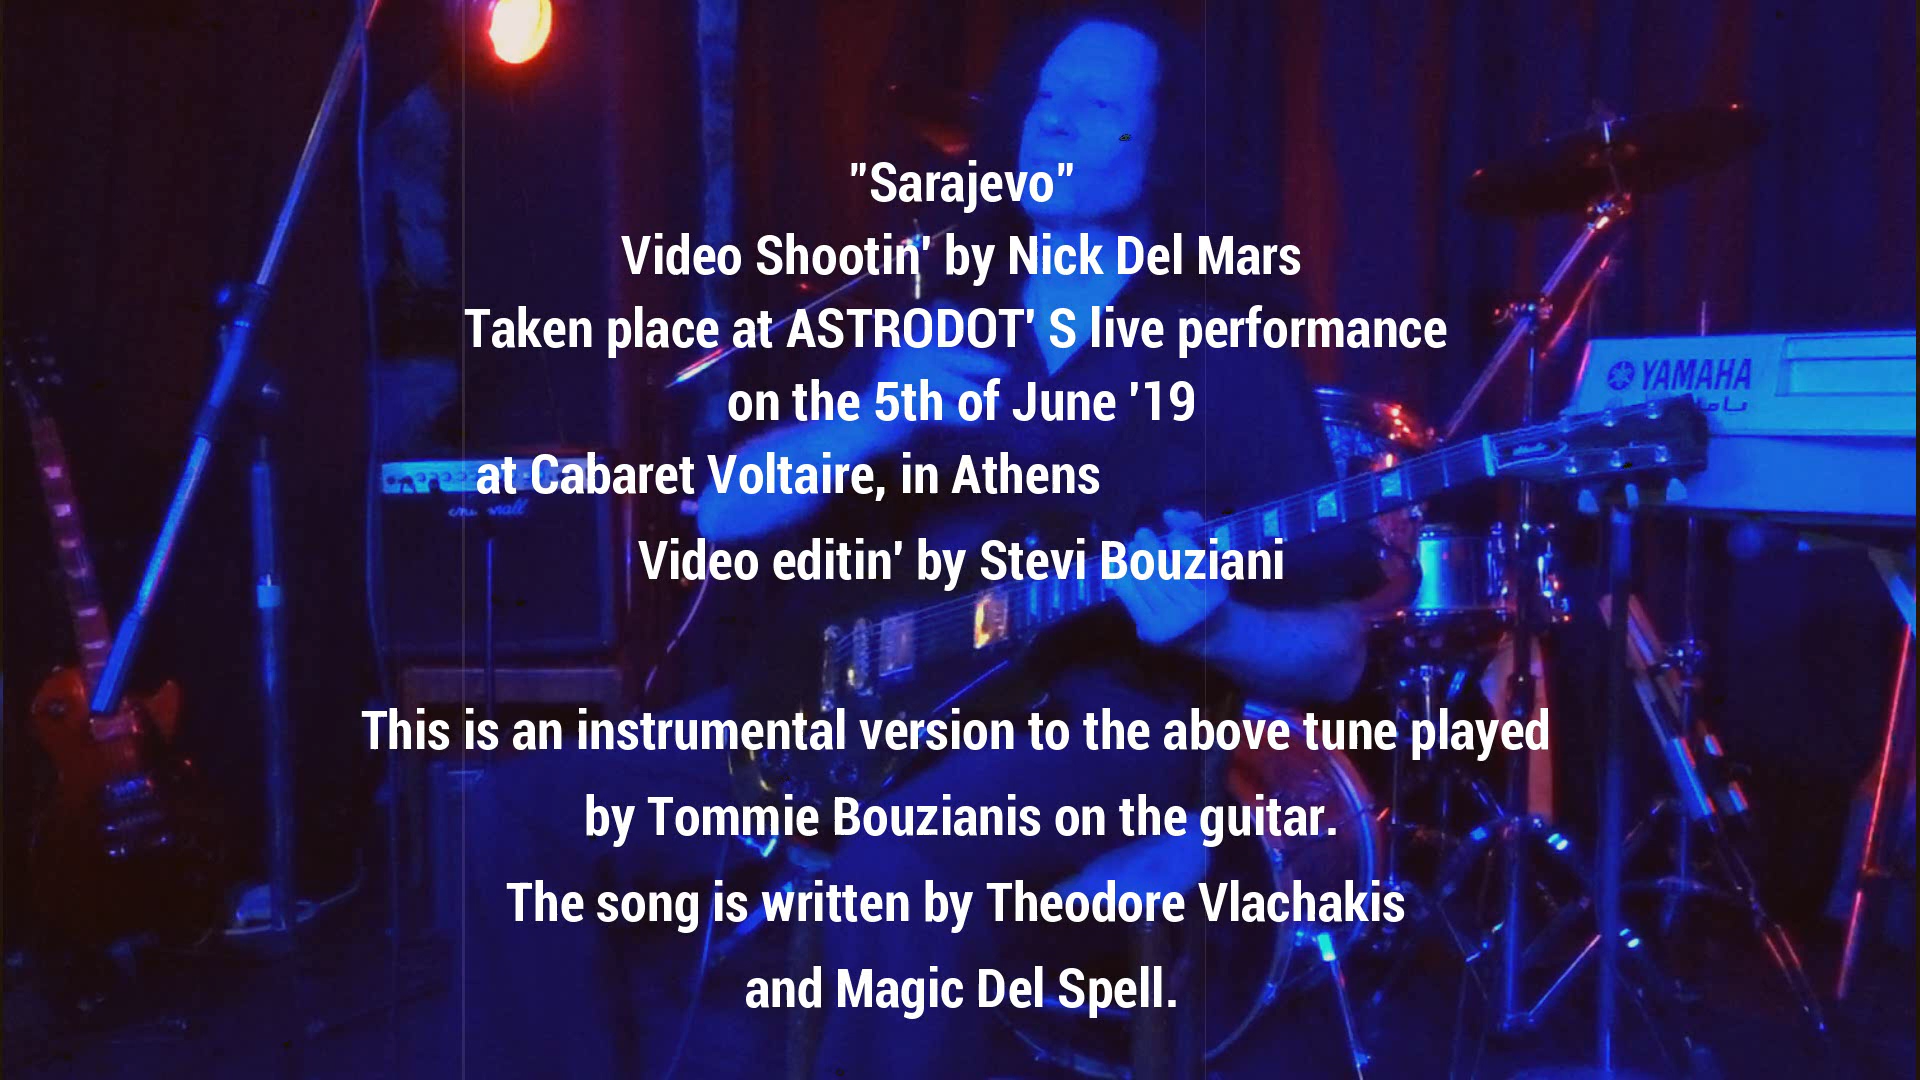 "Sarajevo"
Video Shootin' by Nick Del Mars
Taken place at ASTRODOT' S live performance
on the 5th of June '19
at Cabaret Voltaire, in Athens
Video editin' by Stevi Bouziani
This is an instrumental version to the above tune played
by Tommie Bouzianis on the guitar.
The song is written by Theodore Vlachakis
and Magic Del Spell.
YAMAHA